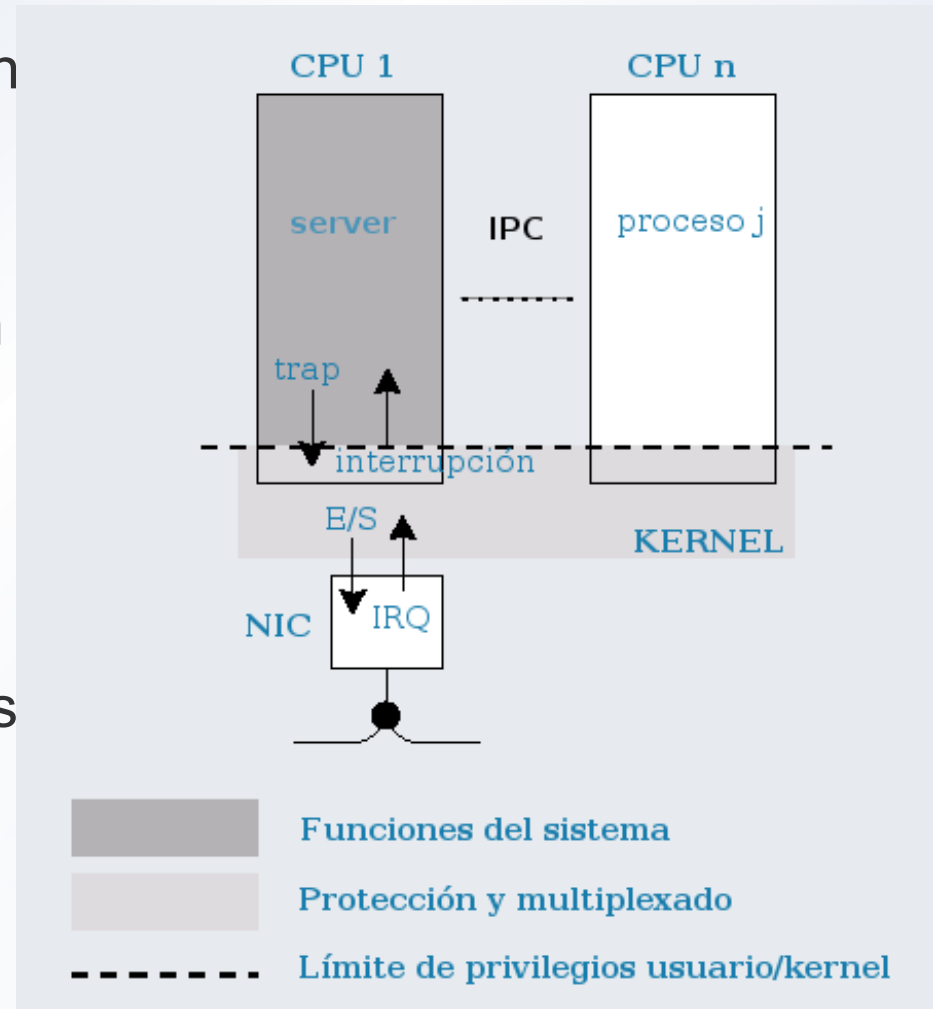 CPU 1
CPU n
server
IPC
proceso j
trap
interrupción
E/S
KERNEL
NIC
IRQ
Funciones del sistema
Protección y multiplexado
Límite de privilegios usuario/kernel